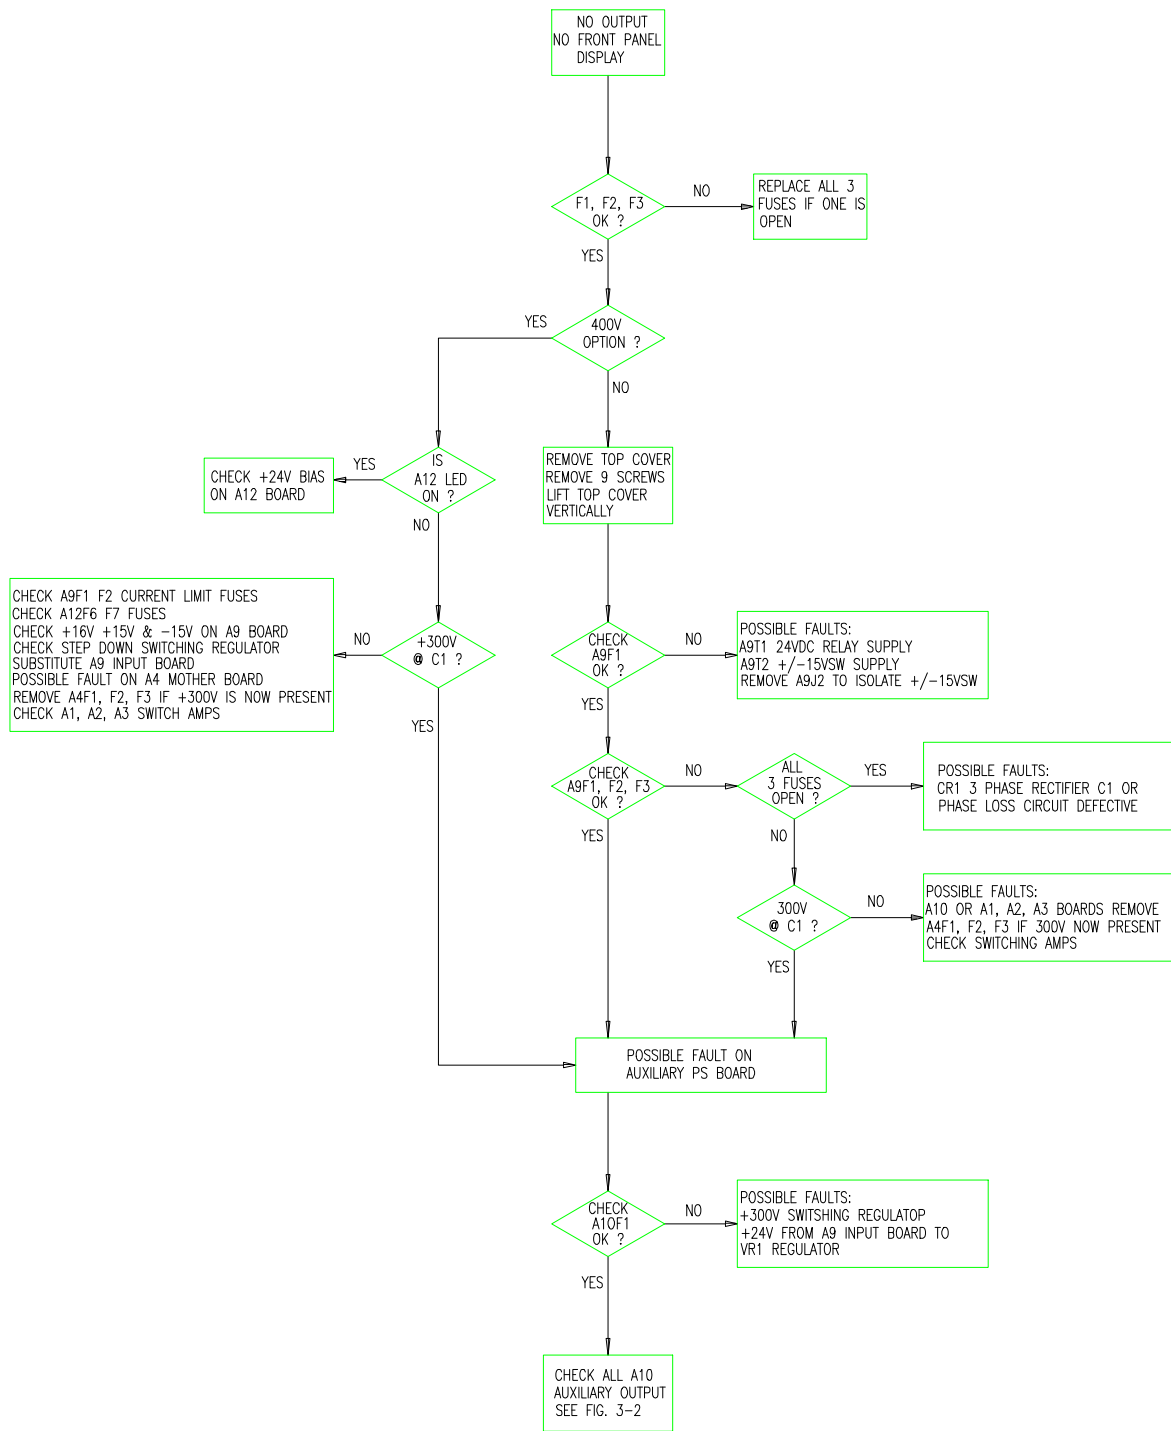 NO OUTPUT
NO FRONT PANEL
DISPLAY
F1, F2, F3
OK ?
NO
REPLACE ALL 3
FUSES IF ONE IS
OPEN
YES
400V
OPTION ?
YES
NO
IS
A12 LED
ON ?
YES
CHECK +24V BIAS
ON A12 BOARD
NO
REMOVE TOP COVER
REMOVE 9 SCREWS
LIFT TOP COVER
VERTICALLY
CHECK A9F1 F2 CURRENT LIMIT FUSES
CHECK A12F6 F7 FUSES
CHECK +16V +15V & -15V ON A9 BOARD
CHECK STEP DOWN SWITCHING REGULATOR
SUBSTITUTE A9 INPUT BOARD
POSSIBLE FAULT ON A4 MOTHER BOARD
REMOVE A4F1, F2, F3 IF +300V IS NOW PRESENT
CHECK A1, A2, A3 SWITCH AMPS
NO
+300V
@ C1 ?
YES
CHECK
A9F1
OK ?
NO
POSSIBLE FAULTS:
A9T1 24VDC RELAY SUPPLY
A9T2 +/-15VSW SUPPLY
REMOVE A9J2 TO ISOLATE +/-15VSW
YES
CHECK
A9F1, F2, F3
OK ?
NO
ALL
3 FUSES
OPEN ?
YES
POSSIBLE FAULTS:
CR1 3 PHASE RECTIFIER C1 OR
PHASE LOSS CIRCUIT DEFECTIVE
YES
NO
300V
@ C1 ?
NO
POSSIBLE FAULTS:
A10 OR A1, A2, A3 BOARDS REMOVE
A4F1, F2, F3 IF 300V NOW PRESENT
CHECK SWITCHING AMPS
YES
POSSIBLE FAULT ON
AUXILIARY PS BOARD
CHECK
A10F1
OK ?
NO
POSSIBLE FAULTS:
+300V SWITSHING REGULATOP
+24V FROM A9 INPUT BOARD TO
VR1 REGULATOR
YES
CHECK ALL A10
AUXILIARY OUTPUT
SEE FIG. 3-2